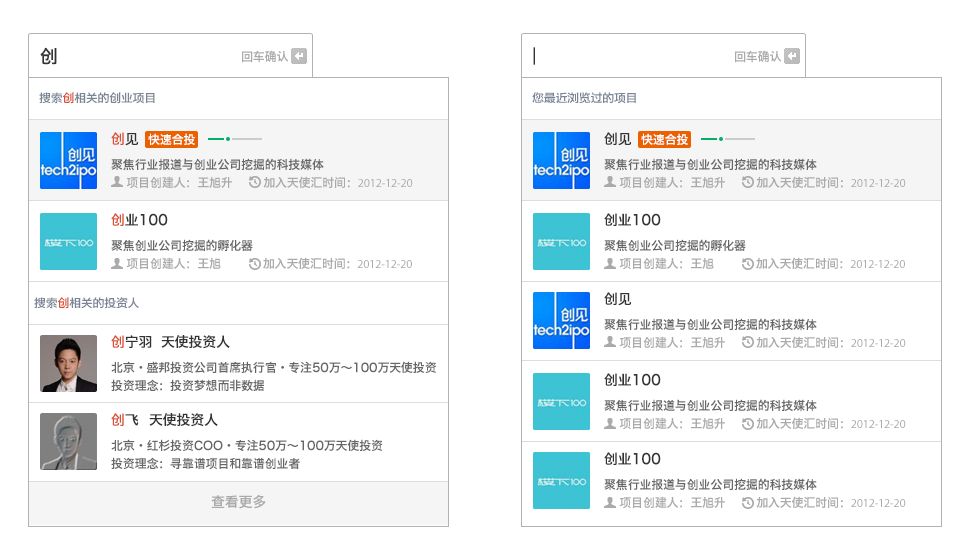 创
回车确认
搜索创相关的创业项目
创见
tech2ipo
创见 快速合投
聚焦行业报道与创业公司挖掘的科技媒体
项目创建人：王旭升 加入天使汇时间：2012-12-20
创业100
聚焦创业公司挖掘的孵化器
项目创建人：王旭 加入天使汇时间：2012-12-20
搜索创相关的投资人
创宁羽 天使投资人
北京·盛邦投资公司首席执行官·专注50万～100万天使投资
投资理念：投资梦想而非数据
创飞 天使投资人
北京·红杉投资COO·专注50万～100万天使投资
投资理念：寻靠谱项目和靠谱创业者
查看更多
回车确认
您最近浏览过的项目
创见
tech2ipo
创见 快速合投
聚焦行业报道与创业公司挖掘的科技媒体
项目创建人：王旭升 加入天使汇时间：2012-12-20
创业100
聚焦创业公司挖掘的孵化器
项目创建人：王旭 加入天使汇时间：2012-12-20
创见
tech2ipo
创见
聚焦行业报道与创业公司挖掘的科技媒体
项目创建人：王旭升 加入天使汇时间：2012-12-20
创业100
聚焦行业报道与创业公司挖掘的科技媒体
项目创建人：王旭升 加入天使汇时间：2012-12-20
创业100
聚焦行业报道与创业公司挖掘的科技媒体
项目创建人：王旭升 加入天使汇时间：2012-12-20